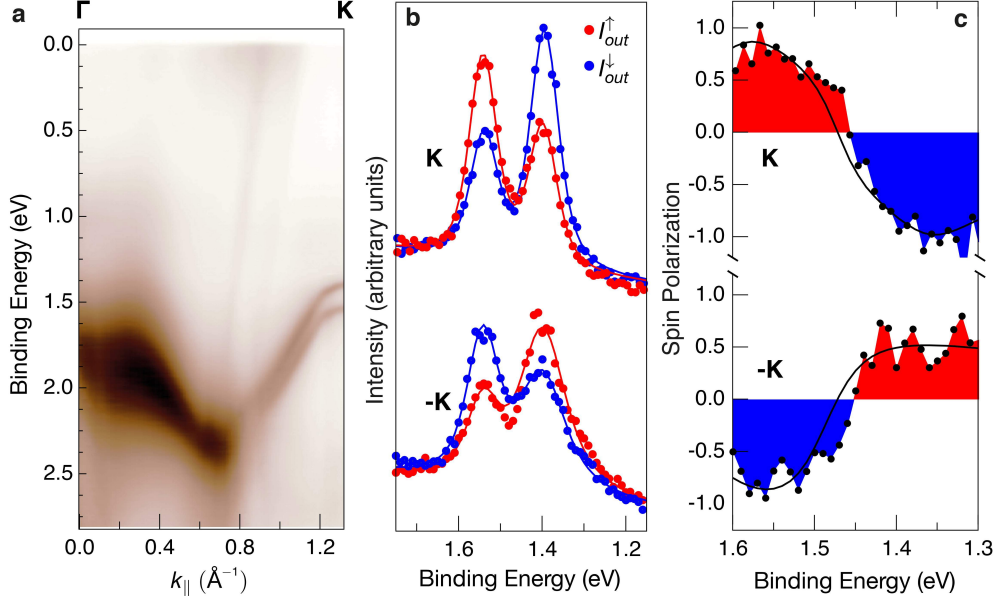 a
Γ
K
0.0
0.5
1.0
1.5
2.0
2.5
Binding Energy (eV)
0.0
0.4
0.8
1.2
k|| (Å⁻¹)
b
I↑out
I↓out
K
-K
Intensity (arbitrary units)
1.6
1.4
1.2
Binding Energy (eV)
c
1.0
0.5
0.0
-0.5
-1.0
K
1.0
0.5
0.0
-0.5
-1.0
-K
Spin Polarization
1.6
1.5
1.4
1.3
Binding Energy (eV)